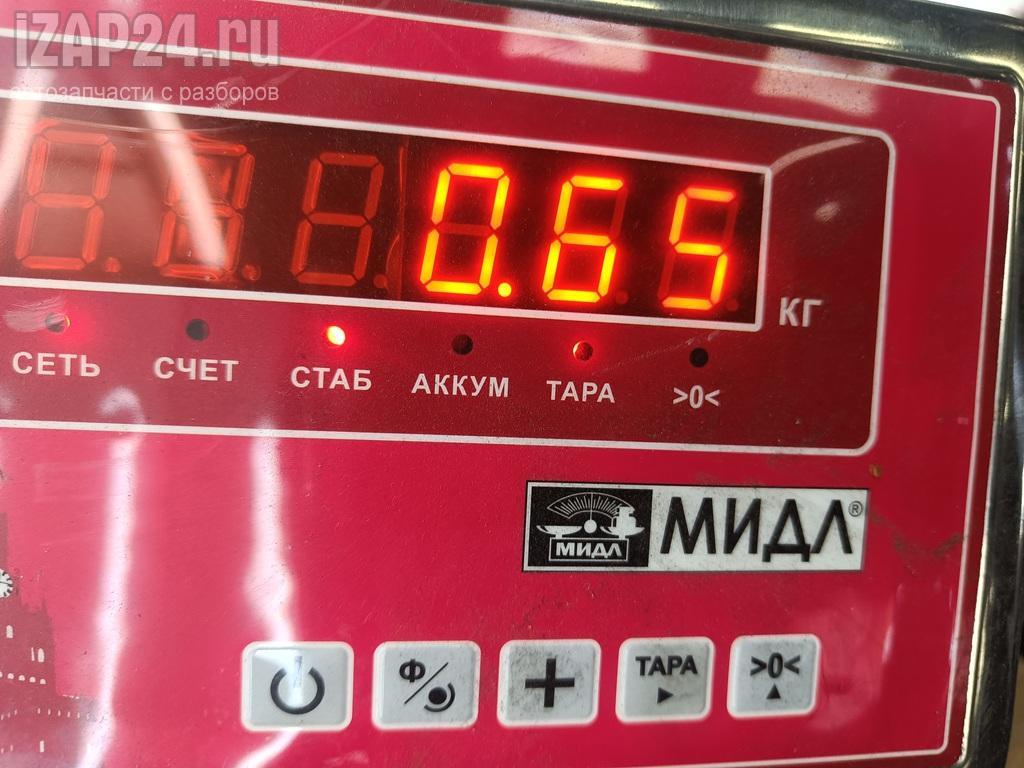 iZAP24.ru
автозапчасти с разборов
0.65
КГ
СЕТЬ СЧЕТ СТАБ АККУМ ТАРА >0<
МИДЛ МИДЛ®
Ф + ТАРА >0<